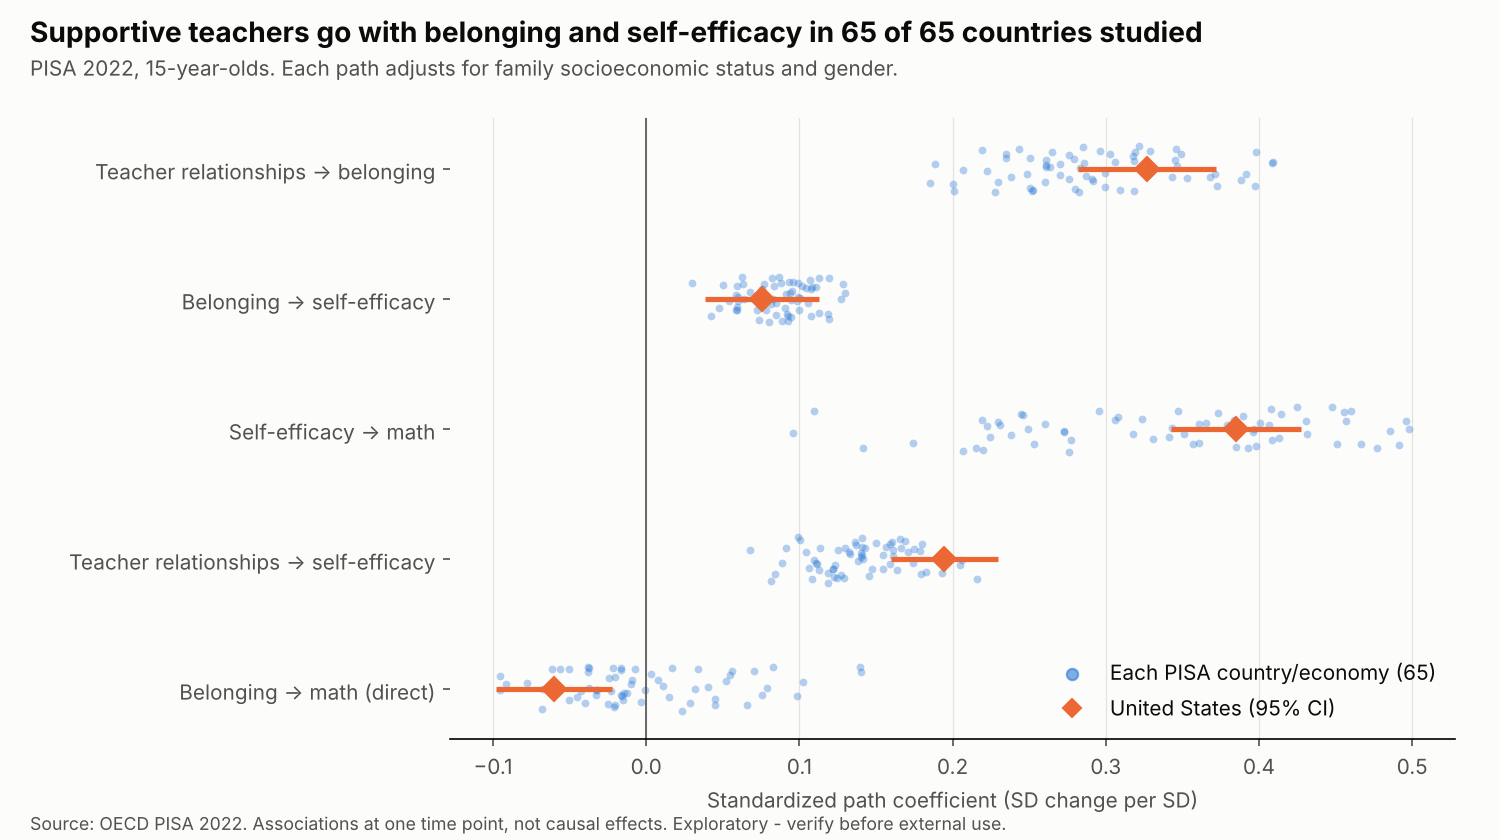 Supportive teachers go with belonging and self-efficacy in 65 of 65 countries studied
PISA 2022, 15-year-olds. Each path adjusts for family socioeconomic status and gender.
Teacher relationships → belonging
Belonging → self-efficacy
Self-efficacy → math
Teacher relationships → self-efficacy
Belonging → math (direct)
Each PISA country/economy (65)
United States (95% CI)
−0.1 0.0 0.1 0.2 0.3 0.4 0.5
Standardized path coefficient (SD change per SD)
Source: OECD PISA 2022. Associations at one time point, not causal effects. Exploratory - verify before external use.